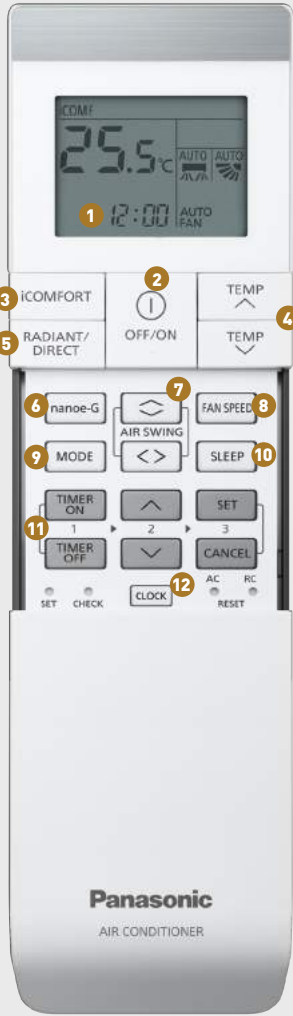 iCOMF
25.5°C
AUTO AUTO
1 12:00 AUTO
FAN
2
3 iCOMFORT
OFF/ON
TEMP
4
5 RADIANT/
DIRECT
TEMP
6 nanoe-G
7
AIR SWING
FAN SPEED 8
9 MODE
SLEEP 10
11 TIMER
ON
SET
1 2 3
TIMER
OFF
CANCEL
SET CHECK
CLOCK 12
AC RC
RESET
Panasonic
AIR CONDITIONER